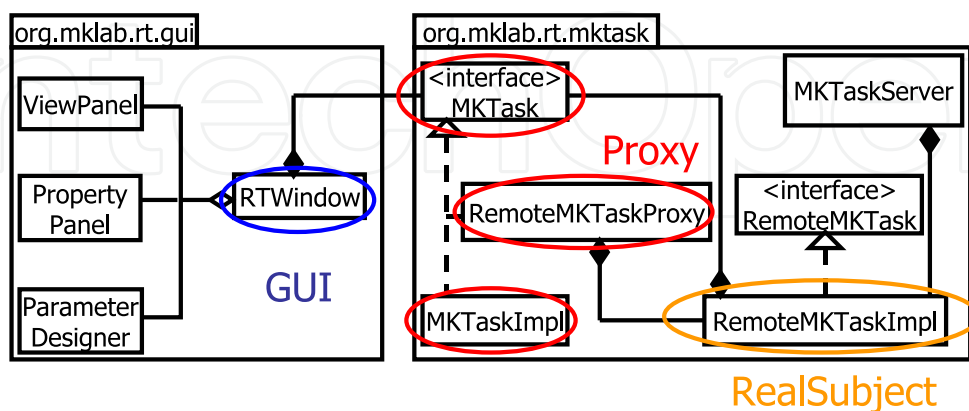 org.mklab.rt.gui
ViewPanel
Property
Panel
Parameter
Designer
RTWindow
GUI
org.mklab.rt.mktask
<interface>
MKTask
MKTaskServer
Proxy
RemoteMKTaskProxy
<interface>
RemoteMKTask
MKTaskImpl
RemoteMKTaskImpl
RealSubject